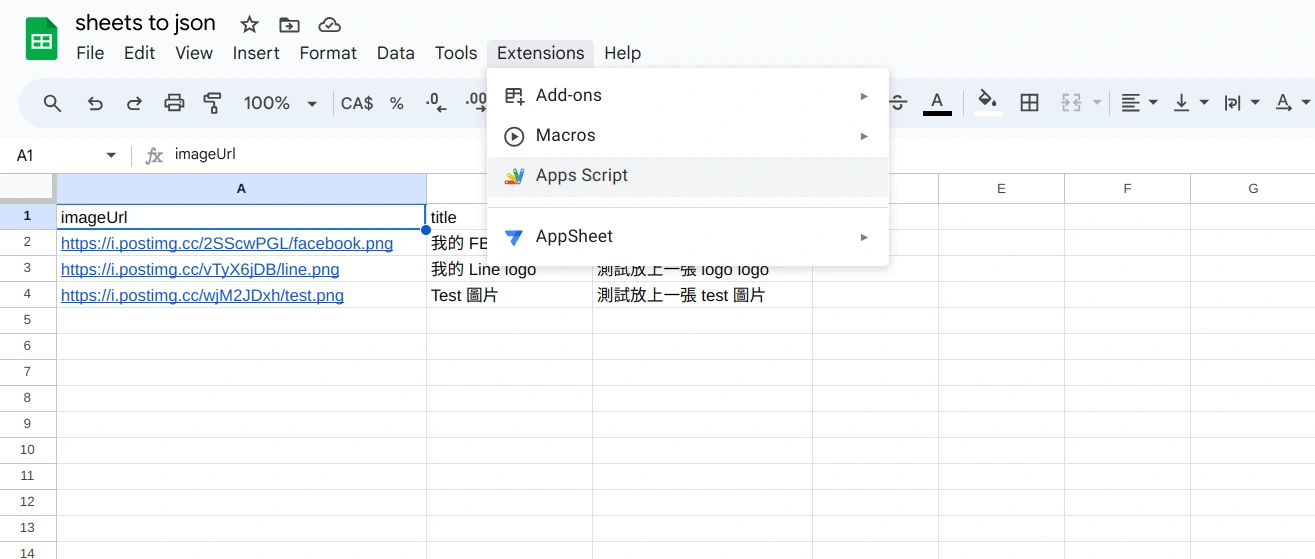 sheets to json
File Edit View Insert Format Data Tools Extensions Help
100% CA$ % .0 .00 A A
Add-ons
Macros
Apps Script
AppSheet
A1 fx imageUrl
A E F G
1 imageUrl title
2 https://i.postimg.cc/2SScwPGL/facebook.png 我的 FB
3 https://i.postimg.cc/vTyX6jDB/line.png 我的 Line logo 測試放上一張 logo logo
4 https://i.postimg.cc/wjM2JDxh/test.png Test 圖片 測試放上一張 test 圖片
5
6
7
8
9
10
11
12
13
14